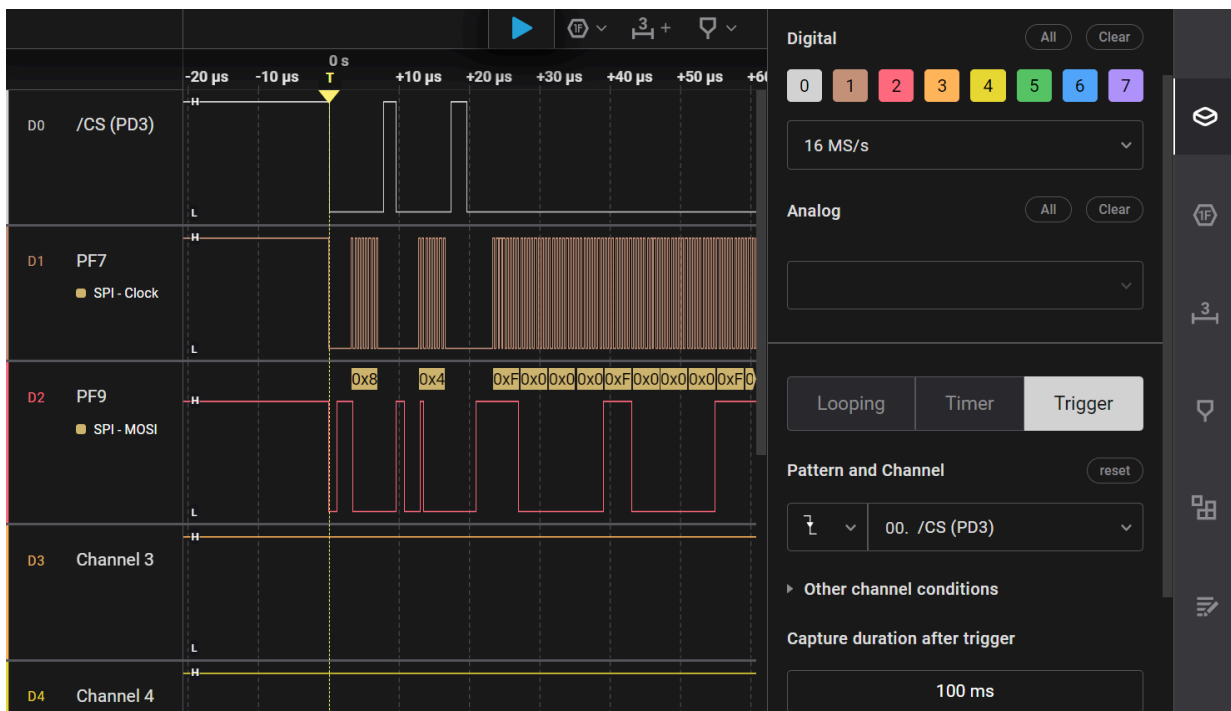 0 s
-20 µs -10 µs T +10 µs +20 µs +30 µs +40 µs +50 µs
D0 /CS (PD3)
H
L
D1 PF7
SPI - Clock
H
L
D2 PF9
SPI - MOSI
0x8 0x4 0xF 0x0 0x0 0x0 0xF 0x0 0x0 0x0 0xF
H
L
D3 Channel 3
H
L
D4 Channel 4
H
1F 3 +
Digital All Clear
0 1 2 3 4 5 6 7
16 MS/s
Analog All Clear
Looping Timer Trigger
Pattern and Channel reset
00. /CS (PD3)
Other channel conditions
Capture duration after trigger
100 ms
1F
3